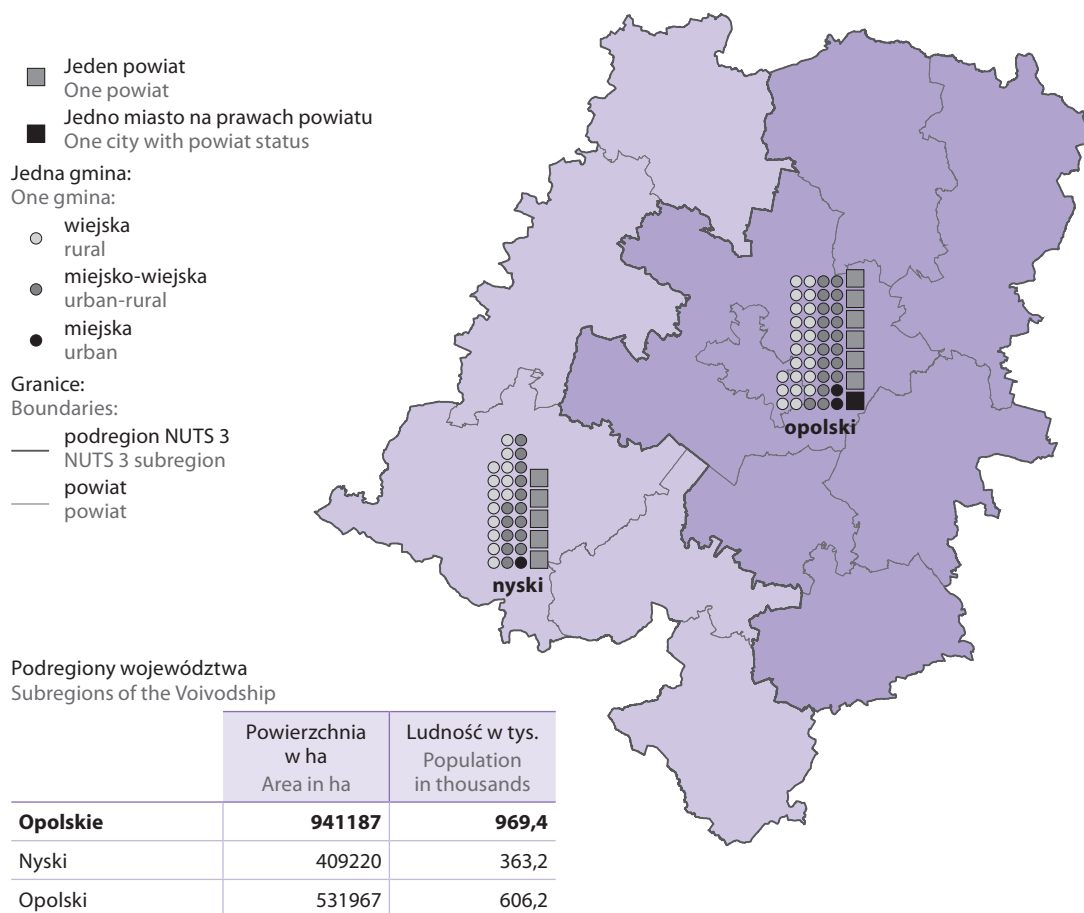 Jeden powiat
One powiat
Jedno miasto na prawach powiatu
One city with powiat status
Jedna gmina:
One gmina:
wiejska
rural
miejsko-wiejska
urban-rural
miejska
urban
Granice:
Boundaries:
podregion NUTS 3
NUTS 3 subregion
powiat
powiat
opolski
nyski
Podregiony województwa
Subregions of the Voivodship
Powierzchnia
w ha
Area in ha
Ludność w tys.
Population
in thousands
Opolskie 941187 969,4
Nyski 409220 363,2
Opolski 531967 606,2